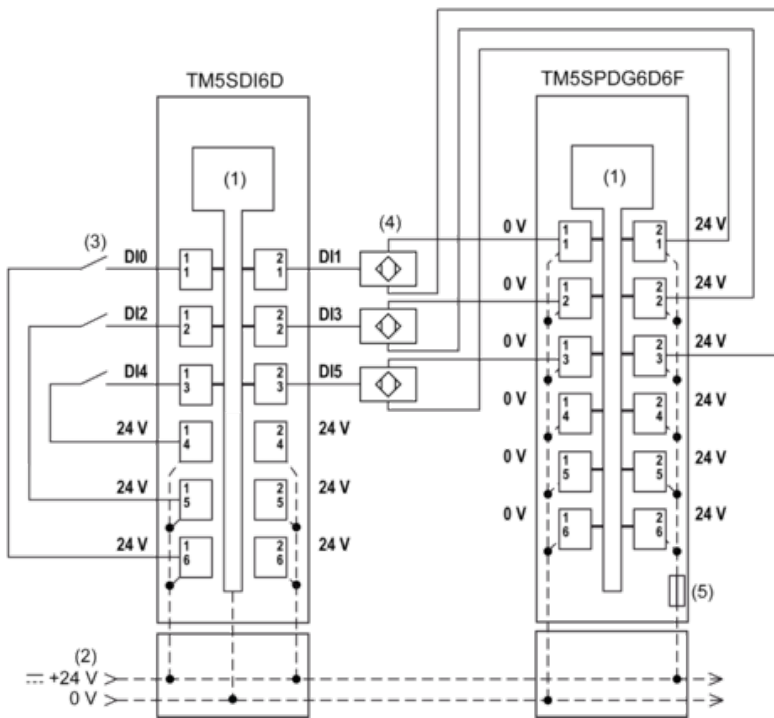 TM5SDI6D
TM5SPDG6D6F
(1)
(1)
(3)
DI0
1 1
2 1
DI1
(4)
0 V
1 1
2 1
24 V
DI2
1 2
2 2
DI3
0 V
1 2
2 2
24 V
DI4
1 3
2 3
DI5
0 V
1 3
2 3
24 V
24 V
1 4
2 4
24 V
0 V
1 4
2 4
24 V
24 V
1 5
2 5
24 V
0 V
1 5
2 5
24 V
24 V
1 6
2 6
24 V
0 V
1 6
2 6
24 V
(5)
(2)
+24 V
0 V